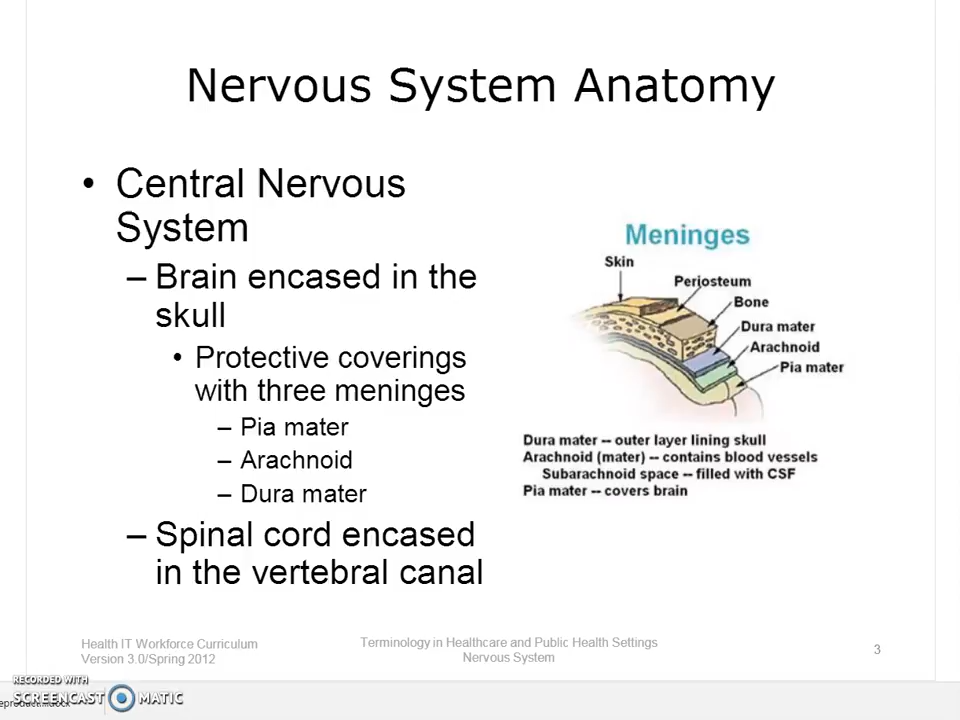 Nervous System Anatomy
• Central Nervous
System
– Brain encased in the
skull
• Protective coverings
with three meninges
– Pia mater
– Arachnoid
– Dura mater
– Spinal cord encased
in the vertebral canal
Meninges
Skin
Periosteum
Bone
Dura mater
Arachnoid
Pia mater
Dura mater -- outer layer lining skull
Arachnoid (mater) -- contains blood vessels
Subarachnoid space -- filled with CSF
Pia mater -- covers brain
Health IT Workforce Curriculum
Version 3.0/Spring 2012
Terminology in Healthcare and Public Health Settings
Nervous System
3
RECORDED WITH
SCREENCAST MATIC